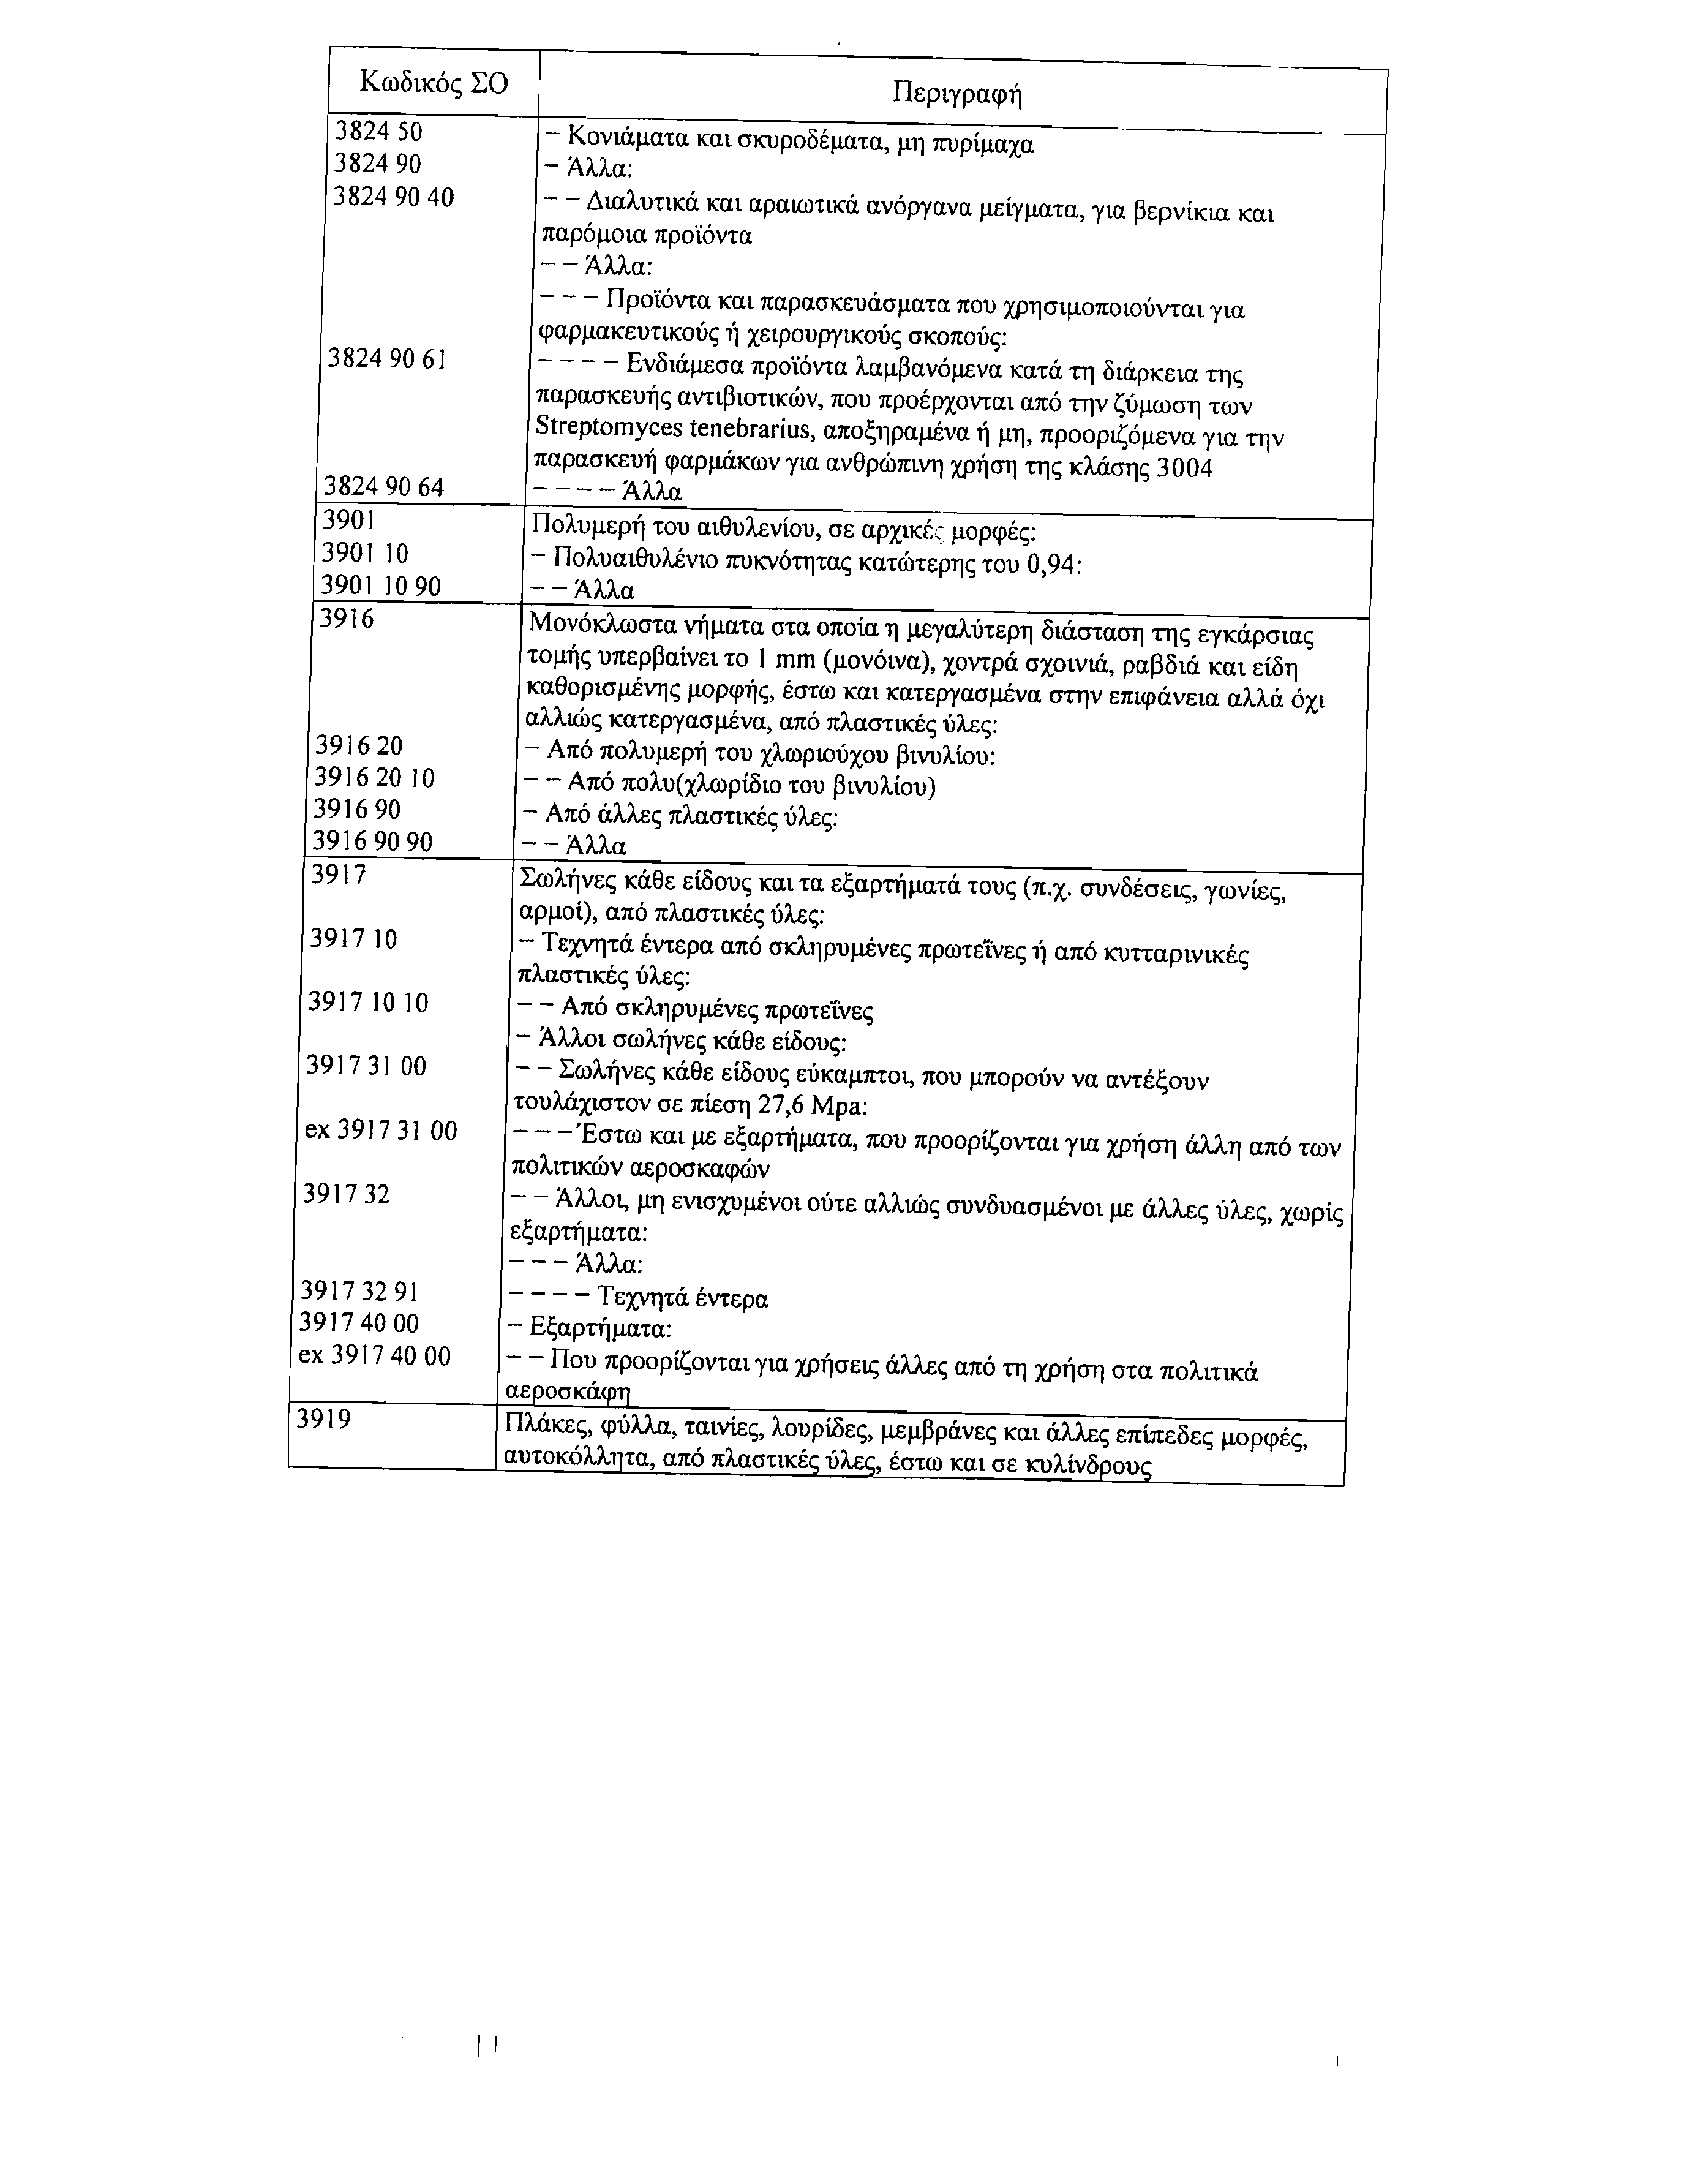 Κωδικός ΣΟ Περιγραφή
3824 50 – Κονιάματα και σκυροδέματα, μη πυρίμαχα
3824 90 – Άλλα:
3824 90 40 – – Διαλυτικά και αραιωτικά ανόργανα μείγματα, για βερνίκια και
παρόμοια προϊόντα
– – Άλλα:
– – – Προϊόντα και παρασκευάσματα που χρησιμοποιούνται για
φαρμακευτικούς ή χειρουργικούς σκοπούς:
3824 90 61 – – – – Ενδιάμεσα προϊόντα λαμβανόμενα κατά τη διάρκεια της
παρασκευής αντιβιοτικών, που προέρχονται από την ζύμωση των
Streptomyces tenebrarius, αποξηραμένα ή μη, προοριζόμενα για την
παρασκευή φαρμάκων για ανθρώπινη χρήση της κλάσης 3004
3824 90 64 – – – – Άλλα
3901 Πολυμερή του αιθυλενίου, σε αρχικές μορφές:
3901 10 – Πολυαιθυλένιο πυκνότητας κατώτερης του 0,94:
3901 10 90 – – Άλλα
3916 Μονόκλωστα νήματα στα οποία η μεγαλύτερη διάσταση της εγκάρσιας
τομής υπερβαίνει το 1 mm (μονόινα), χοντρά σχοινιά, ραβδιά και είδη
καθορισμένης μορφής, έστω και κατεργασμένα στην επιφάνεια αλλά όχι
αλλιώς κατεργασμένα, από πλαστικές ύλες:
3916 20 – Από πολυμερή του χλωριούχου βινυλίου:
3916 20 10 – – Από πολυ(χλωρίδιο του βινυλίου)
3916 90 – Από άλλες πλαστικές ύλες:
3916 90 90 – – Άλλα
3917 Σωλήνες κάθε είδους και τα εξαρτήματά τους (π.χ. συνδέσεις, γωνίες,
αρμοί), από πλαστικές ύλες:
3917 10 – Τεχνητά έντερα από σκληρυμένες πρωτεΐνες ή από κυτταρινικές
πλαστικές ύλες:
3917 10 10 – – Από σκληρυμένες πρωτεΐνες
– Άλλοι σωλήνες κάθε είδους:
3917 31 00 – – Σωλήνες κάθε είδους εύκαμπτοι, που μπορούν να αντέξουν
τουλάχιστον σε πίεση 27,6 Mpa:
ex 3917 31 00 – – – Έστω και με εξαρτήματα, που προορίζονται για χρήση άλλη από των
πολιτικών αεροσκαφών
3917 32 – – Άλλοι, μη ενισχυμένοι ούτε αλλιώς συνδυασμένοι με άλλες ύλες, χωρίς
εξαρτήματα:
– – – Άλλα:
3917 32 91 – – – – Τεχνητά έντερα
3917 40 00 – Εξαρτήματα:
ex 3917 40 00 – – Που προορίζονται για χρήσεις άλλες από τη χρήση στα πολιτικά
αεροσκάφη
3919 Πλάκες, φύλλα, ταινίες, λουρίδες, μεμβράνες και άλλες επίπεδες μορφές,
αυτοκόλλητα, από πλαστικές ύλες, έστω και σε κυλίνδρους